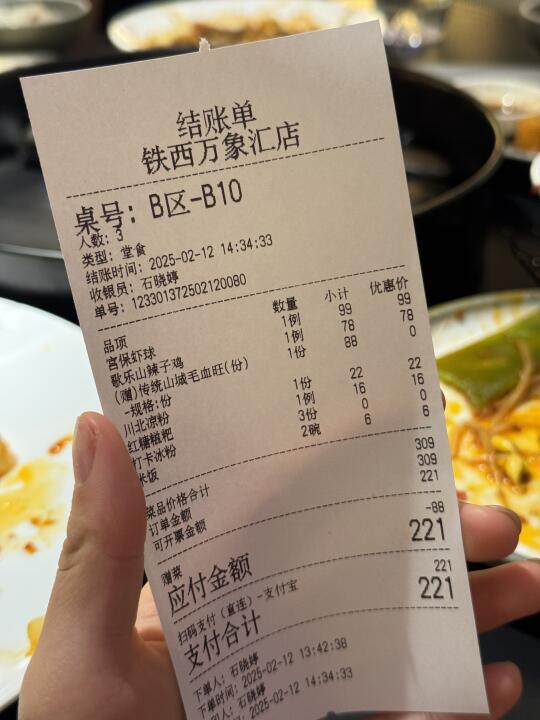 结账单
铁西万象汇店
桌号: B区-B10
人数: 3
类型: 堂食
结账时间: 2025-02-12 14:34:33
收银员: 石晓婷
单号: 123301372502120080
品项 数量 小计 优惠价
宫保虾球 1例 99 99
歌乐山辣子鸡 1例 78 78
(赠)传统山城毛血旺(份) 1份 88 0
-规格:份
川北凉粉 1份 22 22
红糖糍粑 1例 16 16
打卡冰粉 3份 0 0
米饭 2碗 6 6
菜品价格合计 309
订单金额 309
可开票金额 221
赠菜 -88
应付金额 221
扫码支付(直连)-支付宝 221
支付合计 221
下单人: 石晓婷
下单时间: 2025-02-12 13:42:38
印人: 石晓婷
2025-02-12 14:34:33